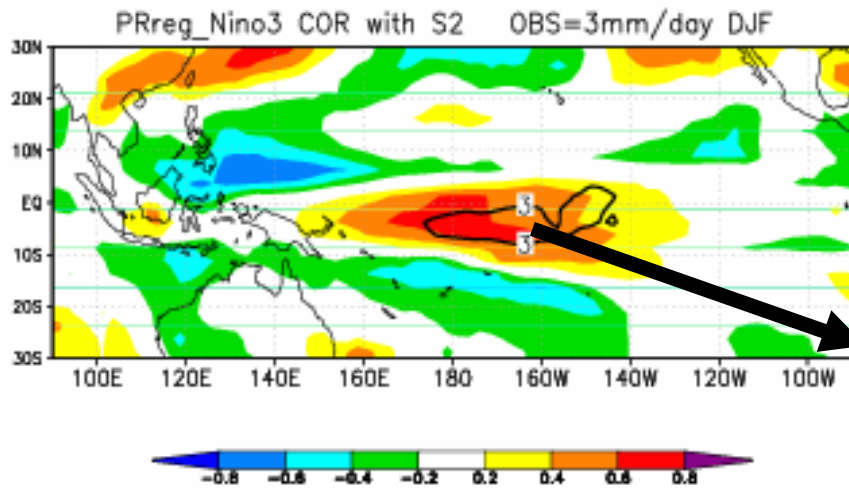 PRreg_Nino3 COR with S2 OBS=3mm/day DJF
30N
20N
10N
EQ
10S
20S
30S
3
3
100E 120E 140E 160E 180 160W 140W 120W 100W
-0.8 -0.6 -0.4 -0.2 0.2 0.4 0.6 0.8